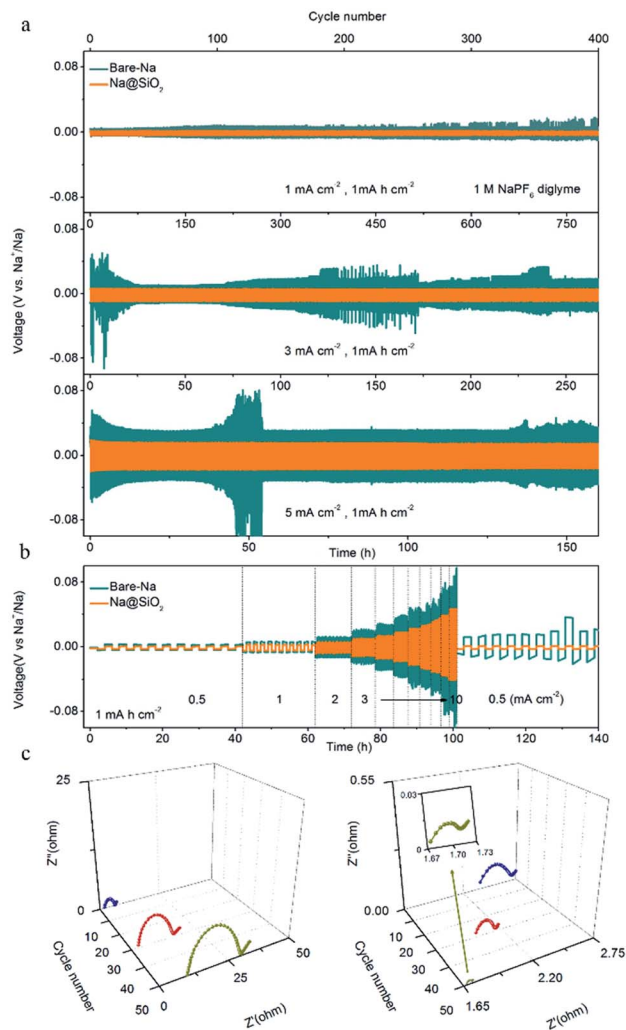 a
Cycle number
0 100 200 300 400
0.08
Bare-Na
Na@SiO₂
0.00
-0.08
1 mA cm⁻² , 1mA h cm⁻²
1 M NaPF₆ diglyme
0 150 250 300 450 600 750
0.00
-0.08
3 mA cm⁻² , 1mA h cm⁻²
Voltage (V vs. Na⁺/Na)
0 25 50 75 100 125 150 175 200 250
0.00
-0.08
5 mA cm⁻² , 1mA h cm⁻²
0 50 100 150
Time (h)
b
0.08
Bare-Na
Na@SiO₂
0.00
-0.08
Voltage(V vs Na⁺/Na)
0.5 1 2 3 10 0.5 (mA cm⁻²)
1 mA h cm⁻²
0 20 40 60 80 100 120 140
Time (h)
c
25
Z''(ohm)
0
10
20
30
40
50
Cycle number
0
25
50
Z'(ohm)
0.55
Z''(ohm)
0.00
0.03
0
1.67 1.70 1.73
10
20
30
40
50
Cycle number
1.65
2.20
2.75
Z'(ohm)